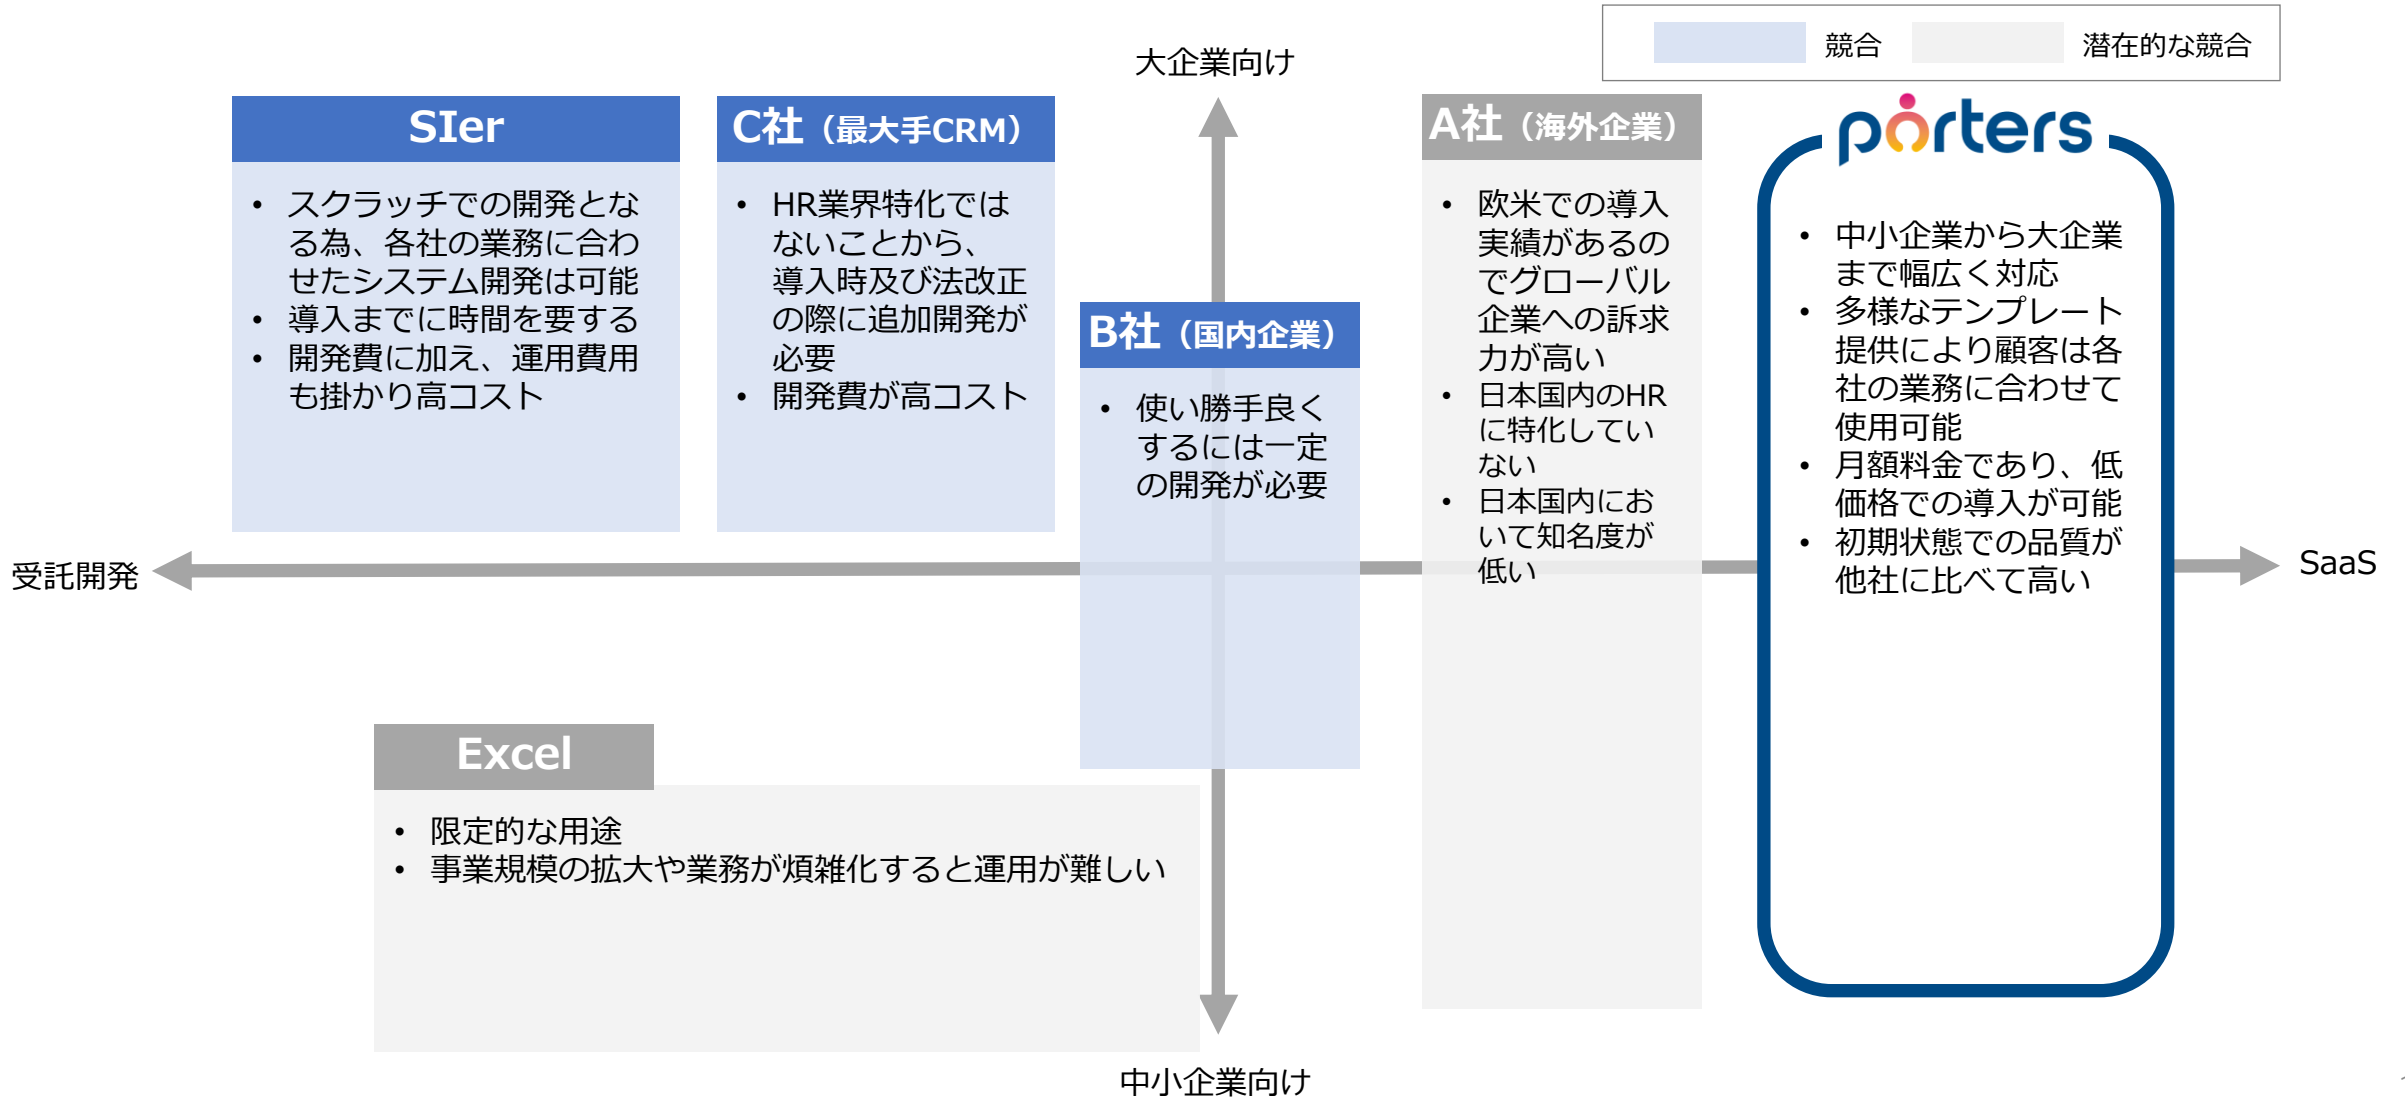 競合
潜在的な競合
大企業向け
SIer
• スクラッチでの開発とな
る為、各社の業務に合わ
せたシステム開発は可能
• 導入までに時間を要する
• 開発費に加え、運用費用
も掛かり高コスト
C社（最大手CRM）
• HR業界特化では
ないことから、
導入時及び法改正
の際に追加開発が
必要
• 開発費が高コスト
B社（国内企業）
• 使い勝手良く
するには一定
の開発が必要
A社（海外企業）
• 欧米での導入
実績があるの
でグローバル
企業への訴求
力が高い
• 日本国内のHR
に特化してい
ない
• 日本国内にお
いて知名度が
低い
porters
• 中小企業から大企業
まで幅広く対応
• 多様なテンプレート
提供により顧客は各
社の業務に合わせて
使用可能
• 月額料金であり、低
価格での導入が可能
• 初期状態での品質が
他社に比べて高い
受託開発
SaaS
Excel
• 限定的な用途
• 事業規模の拡大や業務が煩雑化すると運用が難しい
中小企業向け